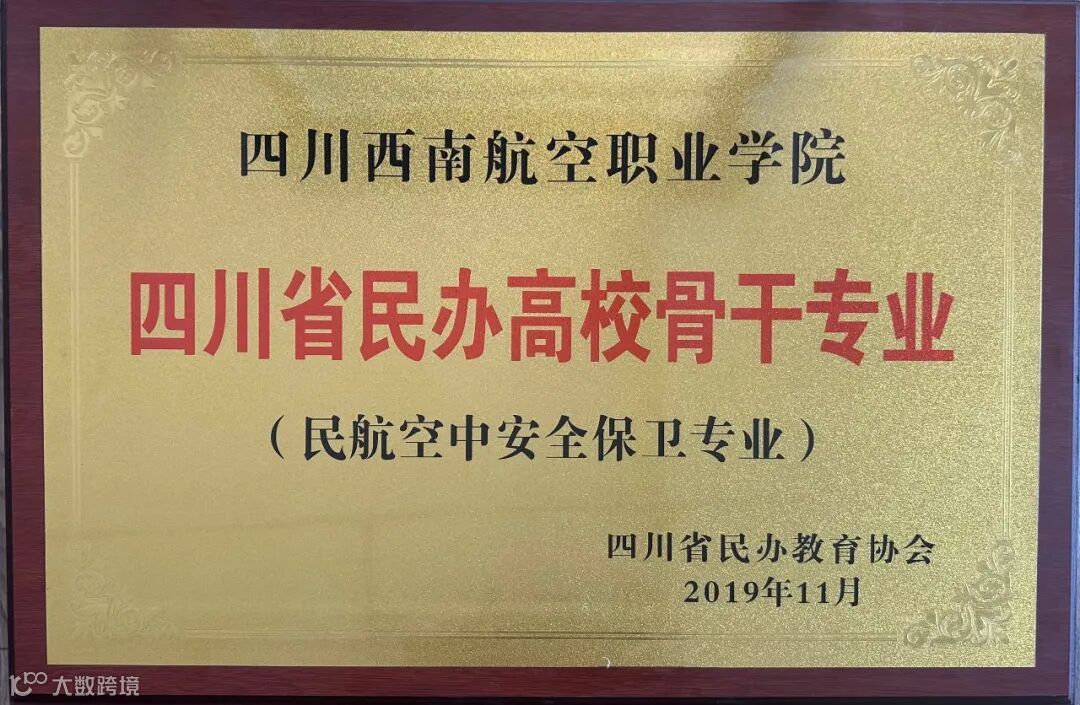 四川西南航空职业学院
四川省民办高校骨干专业
（民航空中安全保卫专业）
四川省民办教育协会
2019年11月
大数跨境